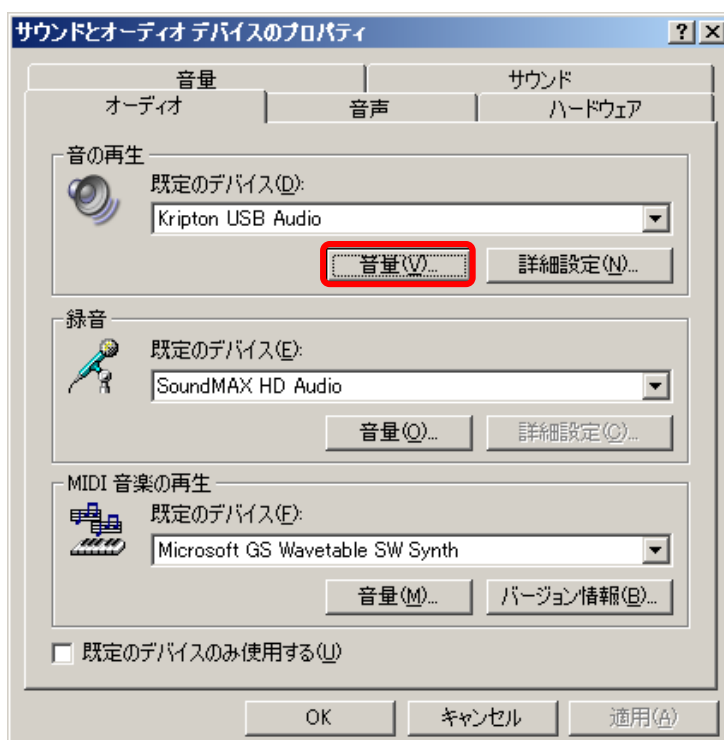 サウンドとオーディオ デバイスのプロパティ
音量 サウンド
オーディオ 音声 ハードウェア
音の再生
既定のデバイス(D):
Kripton USB Audio
音量(V)... 詳細設定(N)...
録音
既定のデバイス(E):
SoundMAX HD Audio
音量(O)... 詳細設定(C)...
MIDI 音楽の再生
既定のデバイス(F):
Microsoft GS Wavetable SW Synth
音量(M)... バージョン情報(B)...
既定のデバイスのみ使用する(U)
OK キャンセル 適用(A)